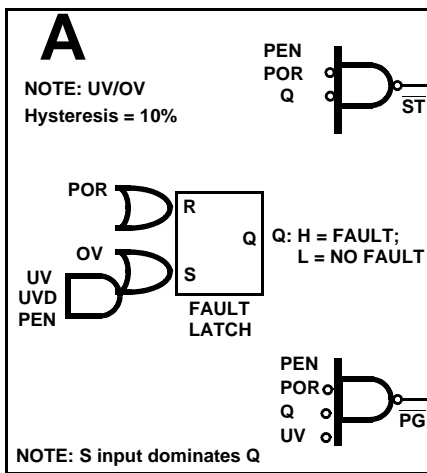 A
NOTE: UV/OV
Hysteresis = 10%
PEN
POR
Q
ST
POR
R
Q
Q: H = FAULT;
L = NO FAULT
OV
S
UV
UVD
PEN
FAULT
LATCH
PEN
POR
Q
UV
PG
NOTE: S input dominates Q